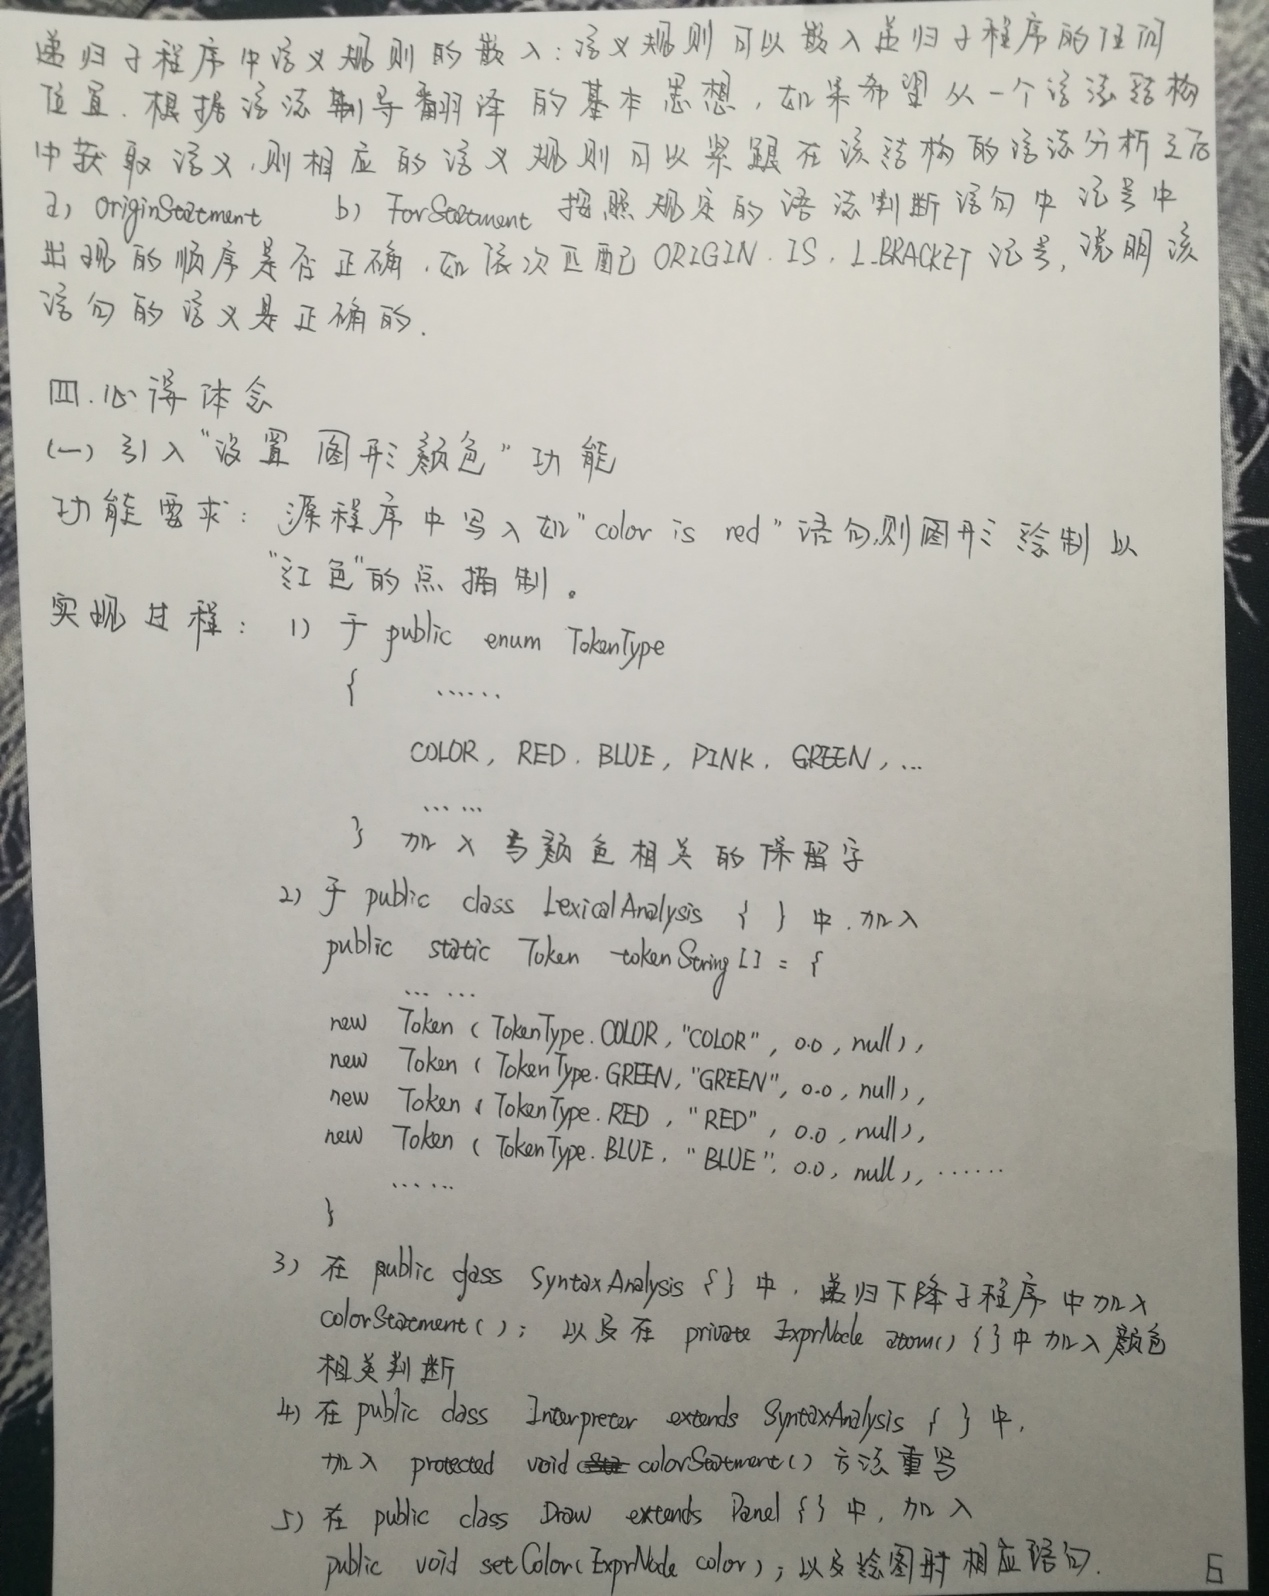 递归子程序中语义规则的嵌入:语义规则可以嵌入递归子程序的任何
位置.根据语法制导翻译的基本思想,如果希望从一个语法结构
中获取语义,则相应的语义规则可以紧跟在该结构的语法分析之后
a) originStatment b) ForStatment 按照规定的语法判断语句中记号中
出现的顺序是否正确.如依次匹配 ORIGIN.IS.L_BRACKET 记号,说明该
语句的语义是正确的.
四.心得体念
(一) 引入"设置图形颜色"功能
功能要求: 源程序中写入如"color is red"语句,则图形绘制以
"红色"的点描制。
实现过程: 1) 于 public enum TokenType
{ ......
COLOR, RED. BLUE, PINK. GREEN, ...
... ...
} 加入与颜色相关的保留字
2) 于 public class LexicalAnalysis { } 中.加入
public static Token tokenString[] = {
... ...
new Token ( TokenType.COLOR, "COLOR", 0.0, null),
new Token ( TokenType.GREEN, "GREEN", 0.0, null),
new Token ( TokenType.RED, "RED", 0.0, null),
new Token ( TokenType.BLUE, "BLUE", 0.0, null), ......
... ...
}
3) 在 public class SyntaxAnalysis { } 中,递归下降子程序中加入
colorStatment( ); 以及在 private ExprNode atom() { }中加入颜色
相关判断
4) 在 public class Interpreter extends SyntaxAnalysis { } 中,
加入 protected void colorStatment() 方法重写
5) 在 public class Draw extends Panel { } 中,加入
public void setColor(ExprNode color); 以及绘图时相应语句.
6